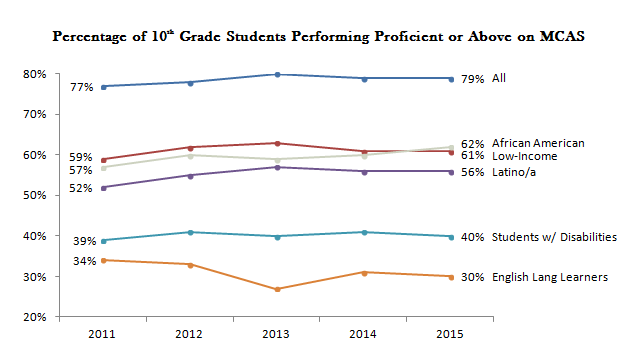 Percentage of 10th Grade Students Performing Proficient or Above on MCAS
80%
70%
60%
50%
40%
30%
20%
77%
59%
57%
52%
39%
34%
79% All
62% African American
61% Low-Income
56% Latino/a
40% Students w/ Disabilities
30% English Lang Learners
2011 2012 2013 2014 2015